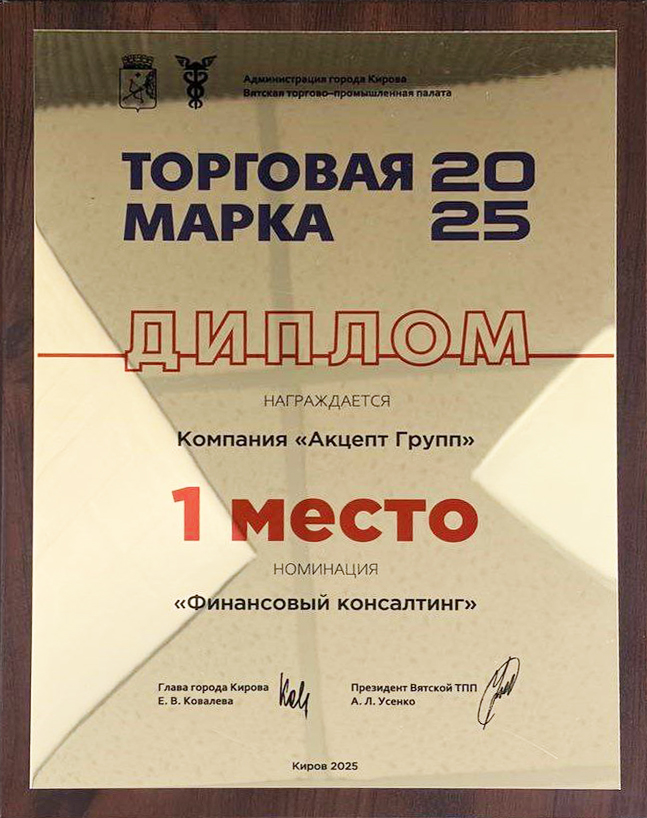 Администрация города Кирова
Вятская торгово–промышленная палата
ТОРГОВАЯ 20
МАРКА 25
ДИПЛОМ
НАГРАЖДАЕТСЯ
Компания «Акцепт Групп»
1 место
НОМИНАЦИЯ
«Финансовый консалтинг»
Глава города Кирова
Е. В. Ковалева
Президент Вятской ТПП
А. Л. Усенко
Киров 2025